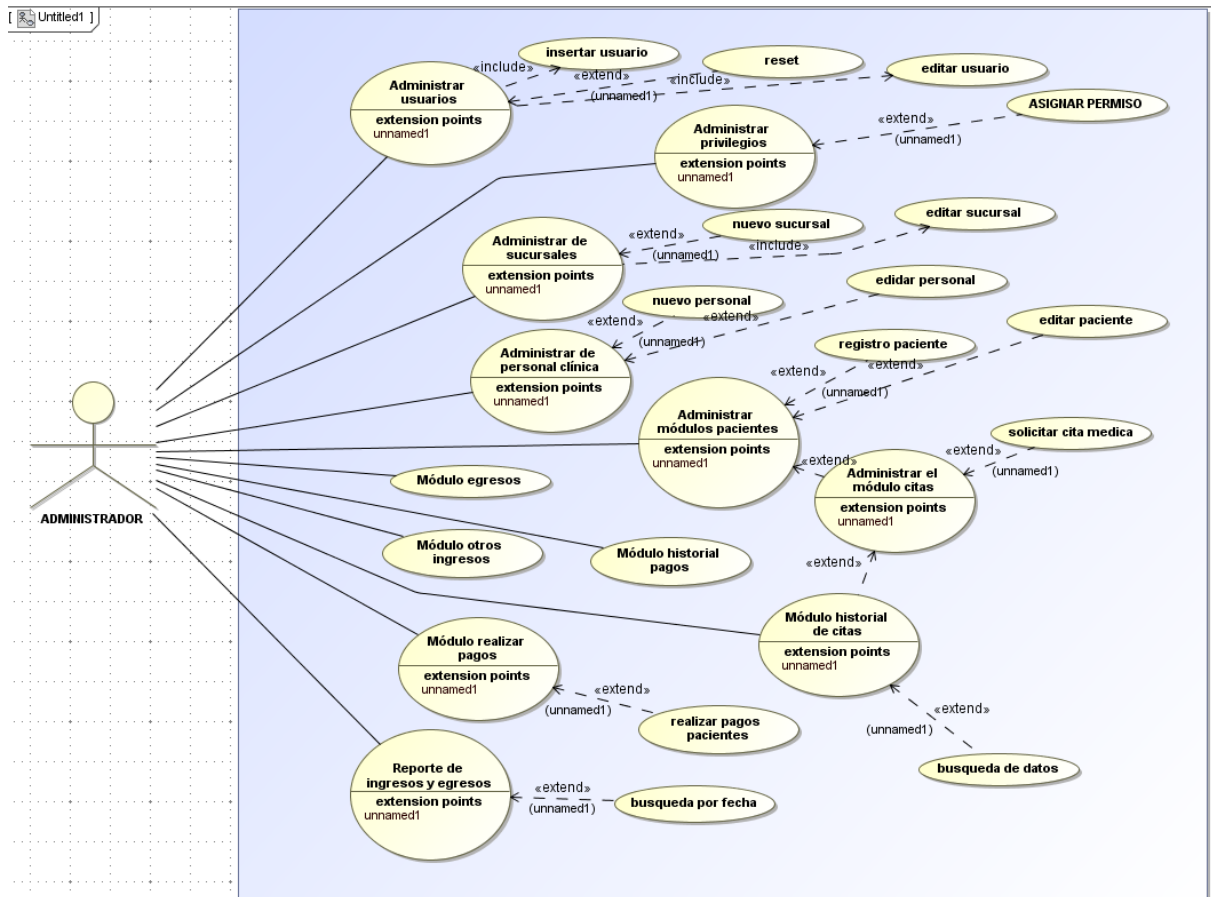 [ Untitled1 ]
insertar usuario
«include»
reset
«extend»
«include»
editar usuario
(unnamed1)
Administrar
usuarios
extension points
unnamed1
ASIGNAR PERMISO
«extend»
(unnamed1)
Administrar
privilegios
extension points
unnamed1
editar sucursal
nuevo sucursal
«extend»
«include»
(unnamed1)
Administrar de
sucursales
extension points
unnamed1
edidar personal
nuevo personal
«extend»
«extend»
(unnamed1)
Administrar de
personal clínica
extension points
unnamed1
editar paciente
registro paciente
«extend»
«extend»
(unnamed1)
Administrar
módulos pacientes
extension points
unnamed1
solicitar cita medica
«extend»
«extend»
(unnamed1)
Administrar el
módulo citas
extension points
unnamed1
Módulo egresos
ADMINISTRADOR
Módulo otros
ingresos
Módulo historial
pagos
«extend»
Módulo historial
de citas
extension points
unnamed1
Módulo realizar
pagos
extension points
unnamed1
«extend»
(unnamed1)
realizar pagos
pacientes
«extend»
(unnamed1)
busqueda de datos
Reporte de
ingresos y egresos
extension points
unnamed1
«extend»
(unnamed1)
busqueda por fecha